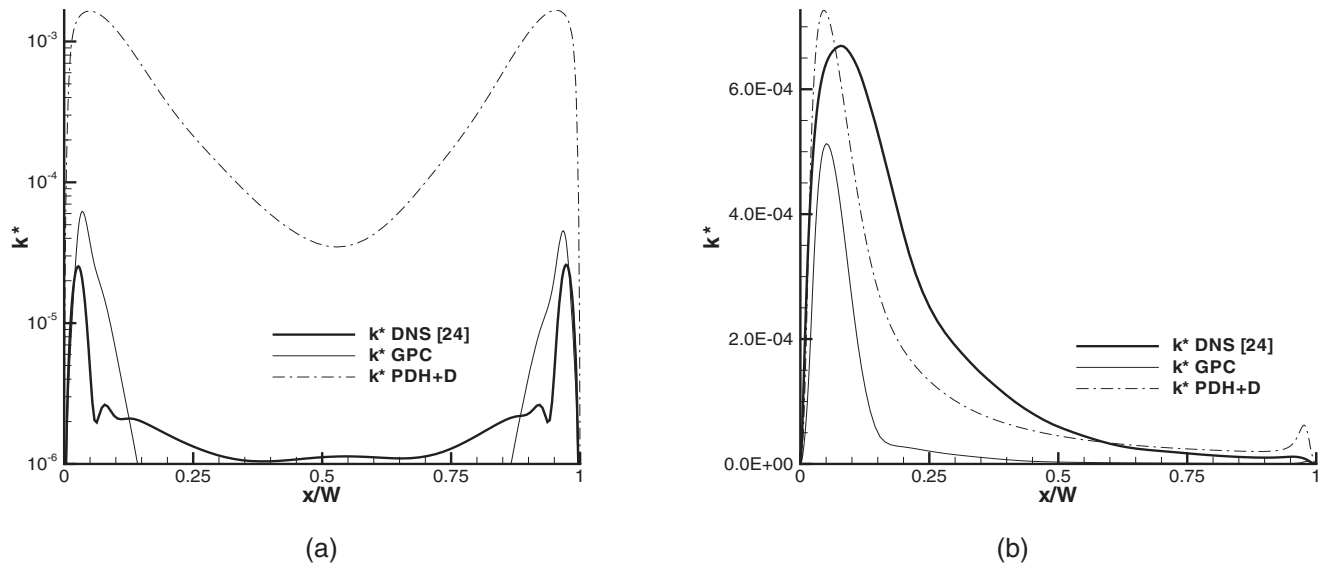 10-3
10-4
10-5
10-6
k*
k* DNS [24]
k* GPC
k* PDH+D
0
0.25
0.5
0.75
1
x/W
(a)
6.0E-04
4.0E-04
2.0E-04
0.0E+00
k*
k* DNS [24]
k* GPC
k* PDH+D
0
0.25
0.5
0.75
1
x/W
(b)